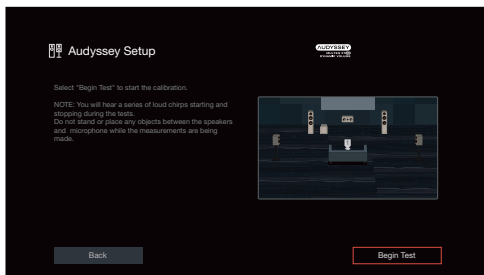 Audyssey Setup
AUDYSSEY
Select "Begin Test" to start the calibration.
NOTE: You will hear a series of loud chirps starting and
stopping during the tests.
Do not stand or place any objects between the speakers
and microphone while the measurements are being
made.
Back
Begin Test